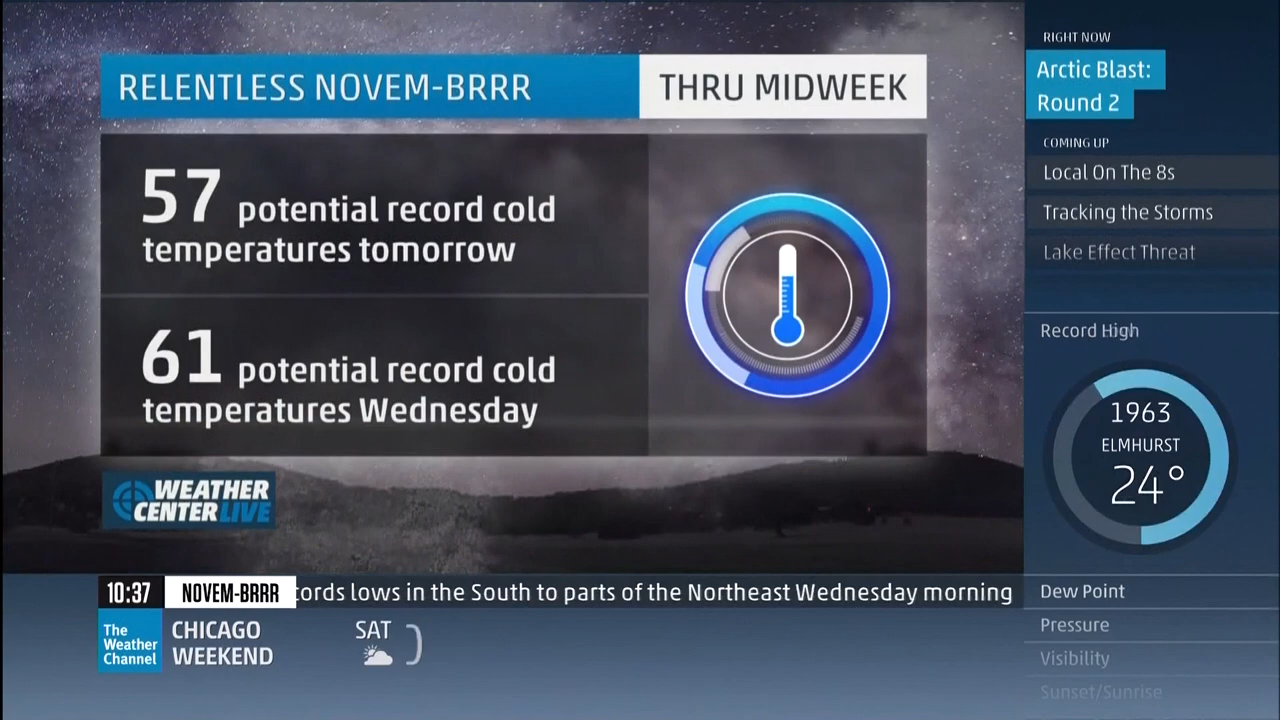 RELENTLESS NOVEM-BRRR
THRU MIDWEEK
57 potential record cold
temperatures tomorrow
61 potential record cold
temperatures Wednesday
WEATHER
CENTER LIVE
RIGHT NOW
Arctic Blast:
Round 2
COMING UP
Local On The 8s
Tracking the Storms
Lake Effect Threat
Record High
1963
ELMHURST
24°
Dew Point
Pressure
Visibility
Sunset/Sunrise
10:37
NOVEM-BRRR
cords lows in the South to parts of the Northeast Wednesday morning
The
Weather
Channel
CHICAGO
WEEKEND
SAT